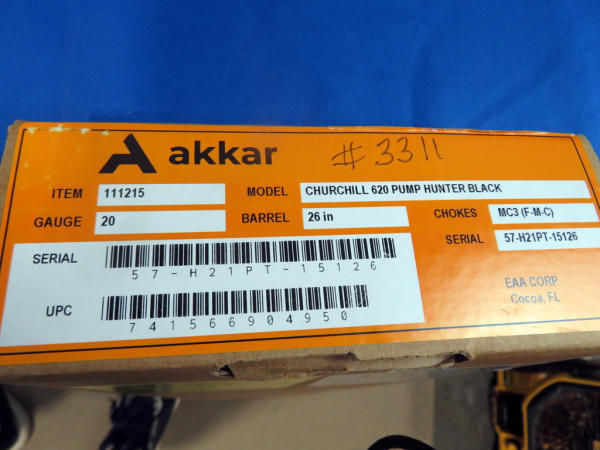 akkar #3311
ITEM 111215 MODEL CHURCHILL 620 PUMP HUNTER BLACK
GAUGE 20 BARREL 26 in CHOKES MC3 (F-M-C)
SERIAL 57-H21PT-15126
SERIAL 57-H21PT-15126
UPC 741566904950
EAA CORP
Cocoa, FL